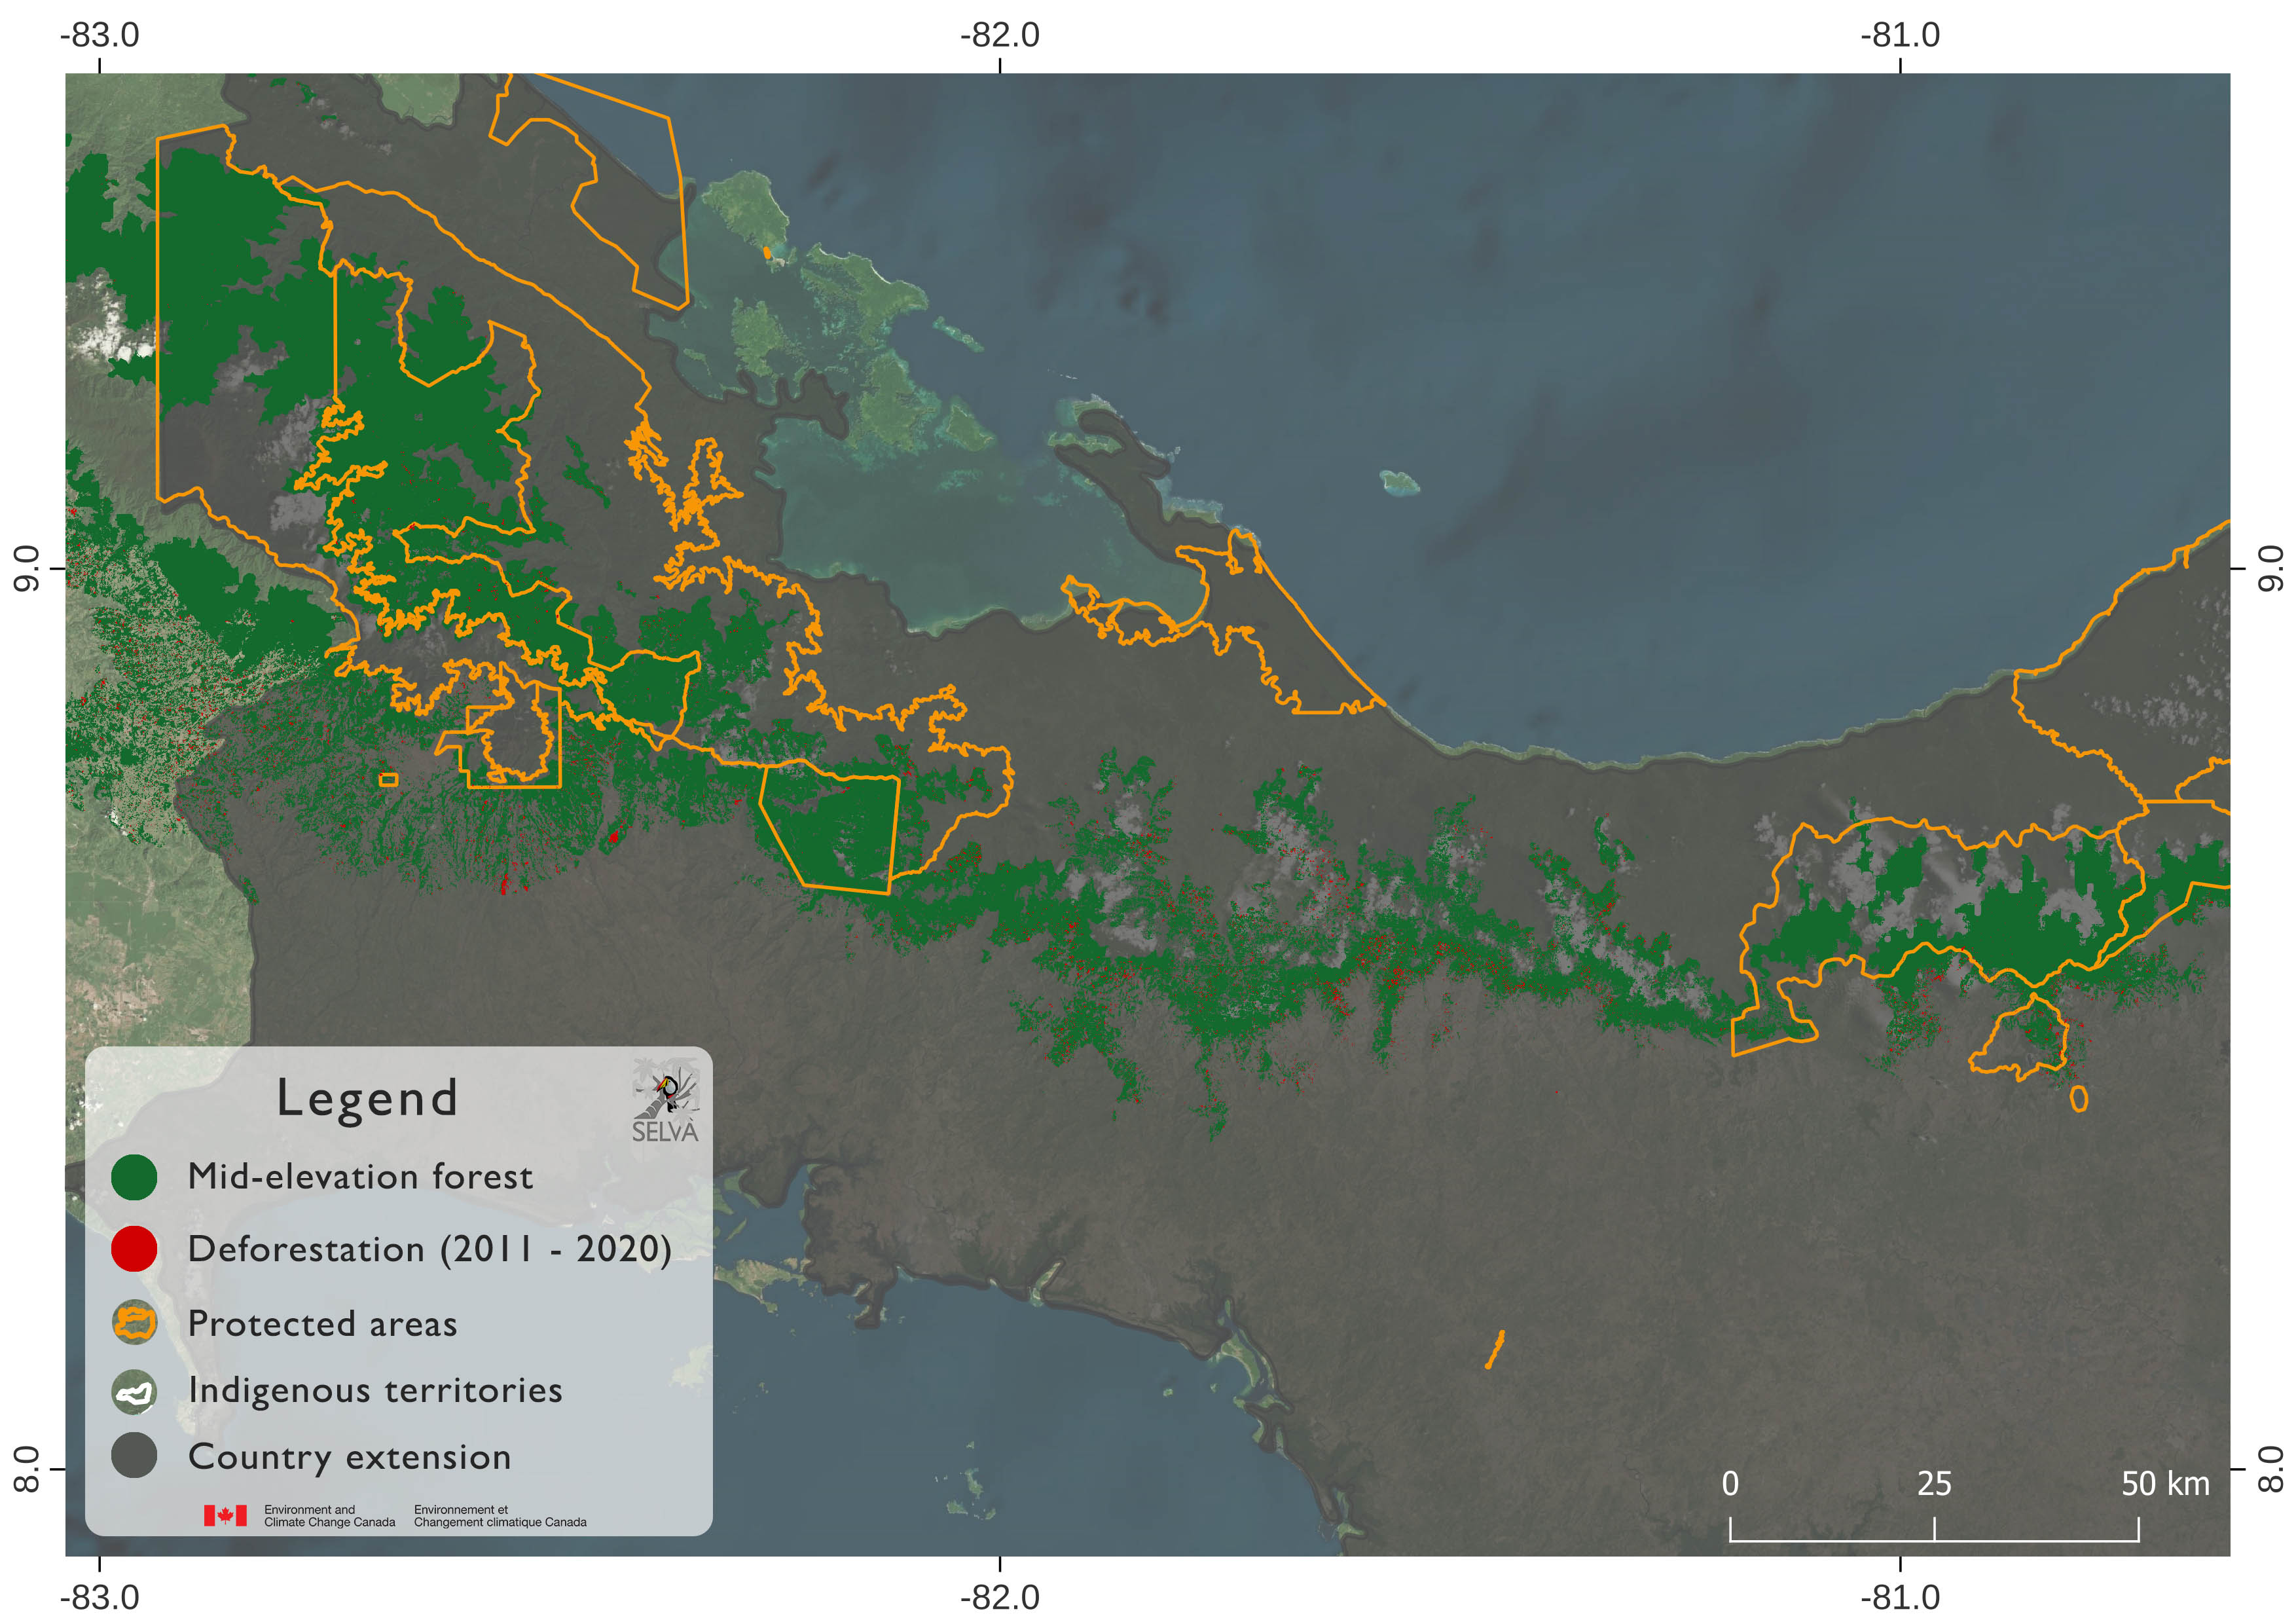 -83.0 -82.0 -81.0
9.0 9.0
Legend
SELVA
Mid-elevation forest
Deforestation (2011 - 2020)
Protected areas
Indigenous territories
Country extension
Environment and Environnement et
Climate Change Canada Changement climatique Canada
8.0 8.0
0 25 50 km
-83.0 -82.0 -81.0